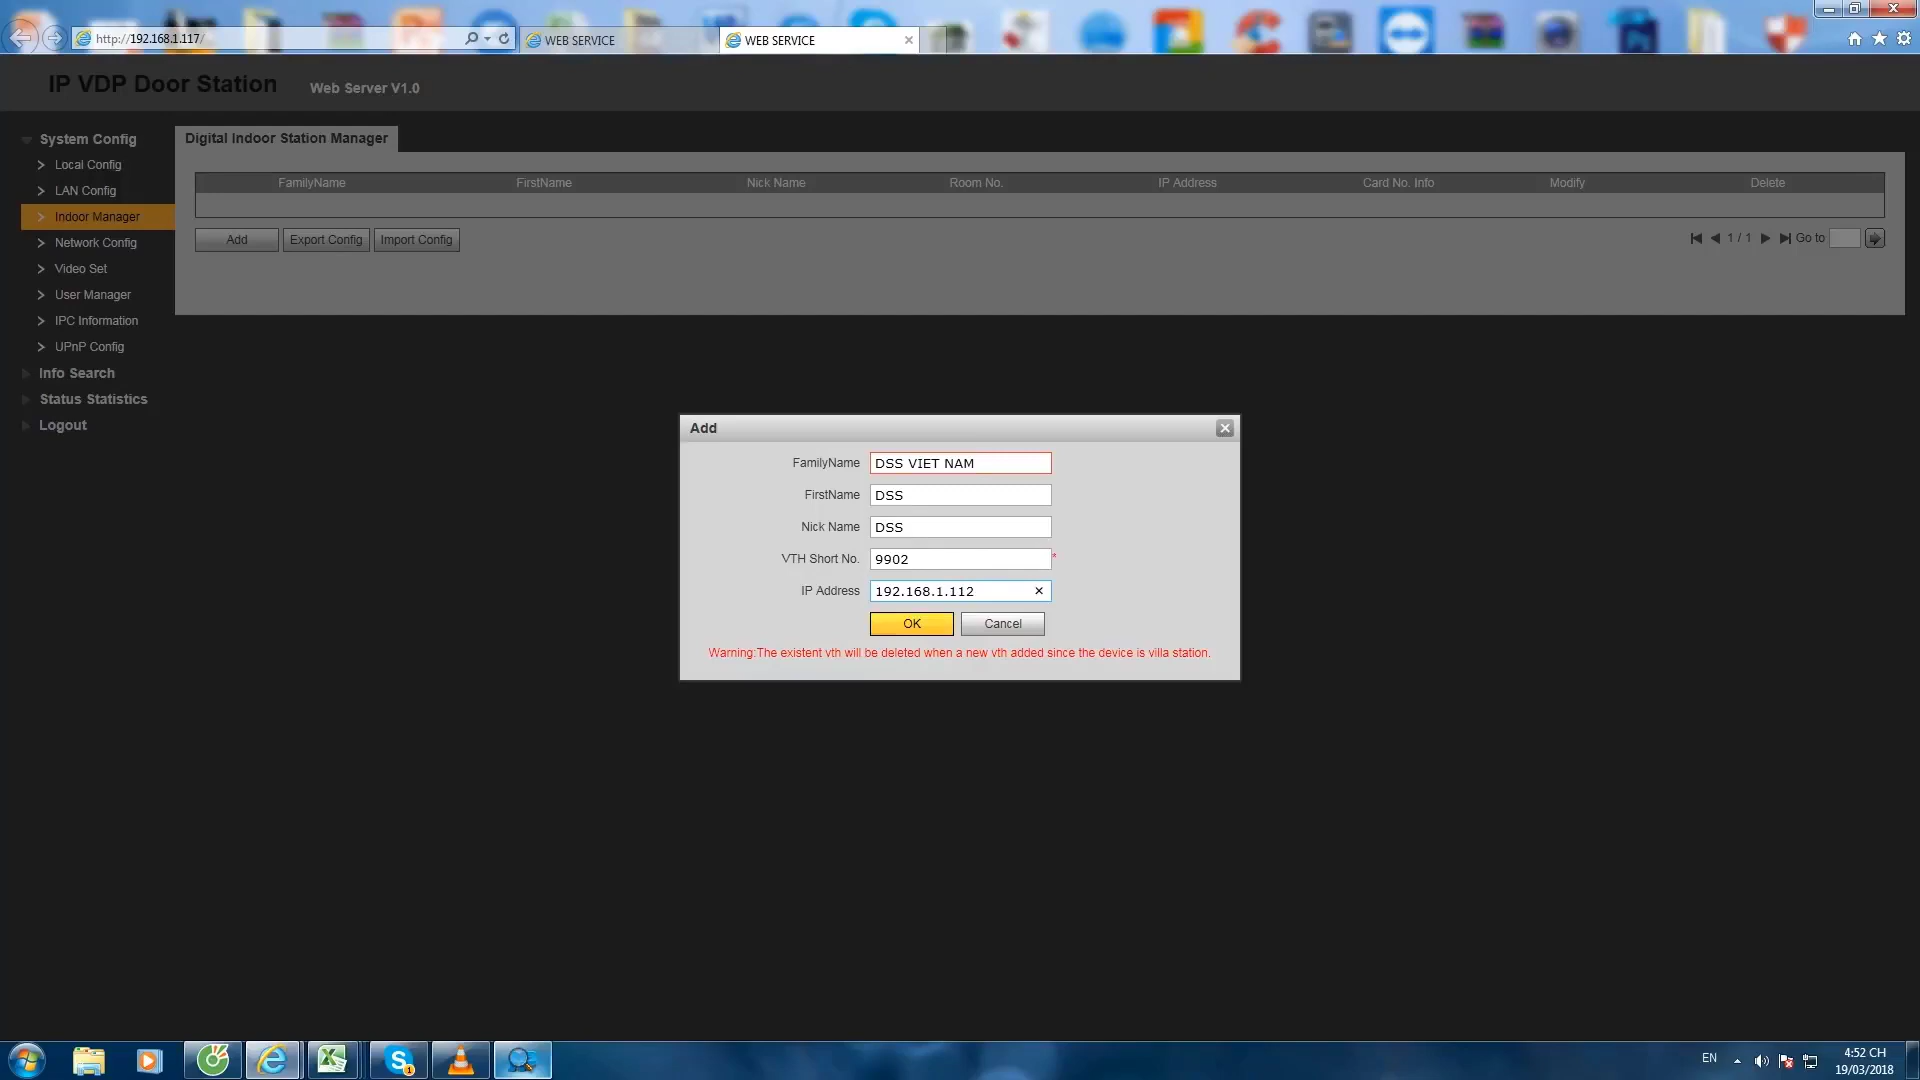 http://192.168.1.117/
WEB SERVICE
WEB SERVICE
IP VDP Door Station
Web Server V1.0
System Config
Local Config
LAN Config
Indoor Manager
Network Config
Video Set
User Manager
IPC Information
UPnP Config
Info Search
Status Statistics
Logout
Digital Indoor Station Manager
FamilyName FirstName Nick Name Room No. IP Address Card No. Info Modify Delete
Add Export Config Import Config
1 / 1 Go to
Add
FamilyName DSS VIET NAM
FirstName DSS
Nick Name DSS
VTH Short No. 9902 *
IP Address 192.168.1.112
OK Cancel
Warning:The existent vth will be deleted when a new vth added since the device is villa station.
EN
4:52 CH
19/03/2018